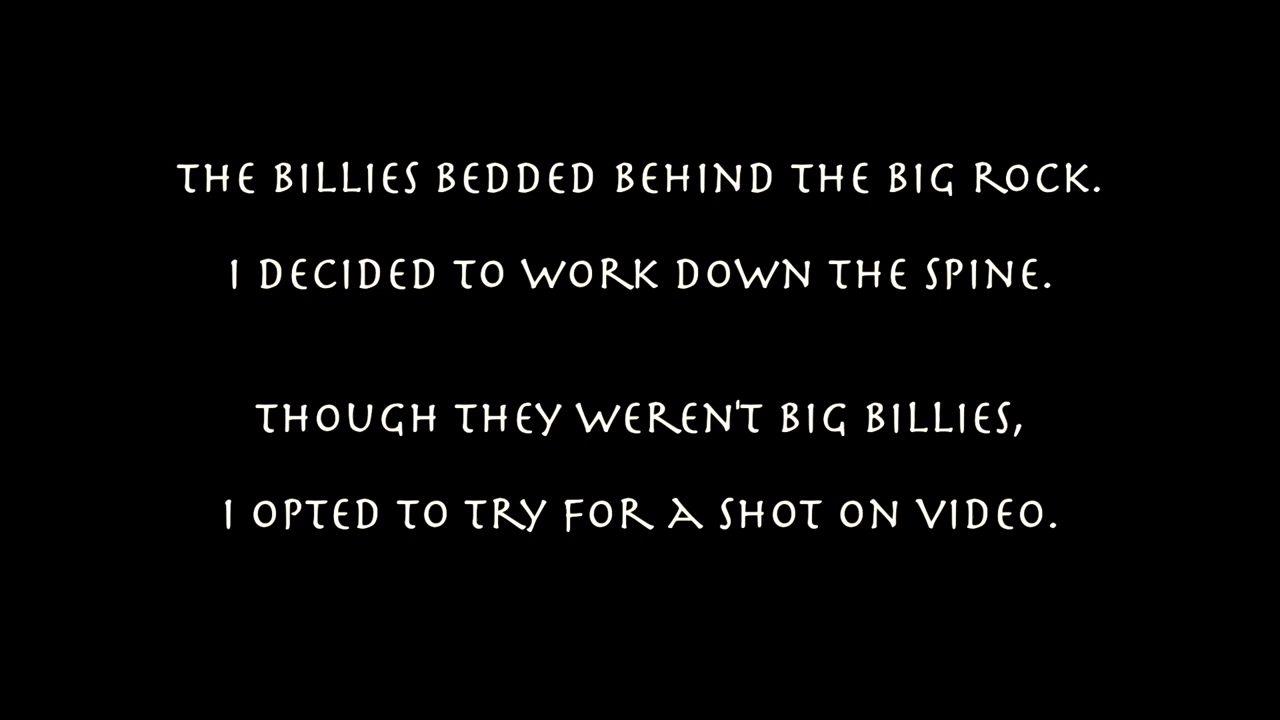 THE BILLIES BEDDED BEHIND THE BIG ROCK.
I DECIDED TO WORK DOWN THE SPINE.
THOUGH THEY WEREN'T BIG BILLIES,
I OPTED TO TRY FOR A SHOT ON VIDEO.